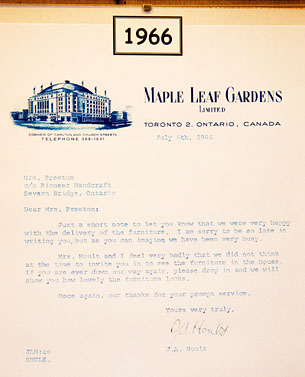 1966
MAPLE LEAF GARDENS
LIMITED
CORNER OF CARLTON AND CHURCH STREETS
TELEPHONE 368-1641
TORONTO 2, ONTARIO, CANADA
July 6th, 1966
Mrs. Preston
c/o Pioneer Handcraft
Severn Bridge, Ontario
Dear Mrs. Preston:
Just a short note to let you know that we were very happy
with the delivery of the furniture. I am sorry to be so late in
writing you, but as you can imagine we have been very busy.
Mrs. Hoult and I feel very badly that we did not think
at the time to invite you in to see the furniture in the house.
If you are ever down our way again, please drop in and we will
show you how lovely the furniture looks.
Once again, our thanks for your prompt service.
Yours very truly,
J.A. Hoult
ENCLS.